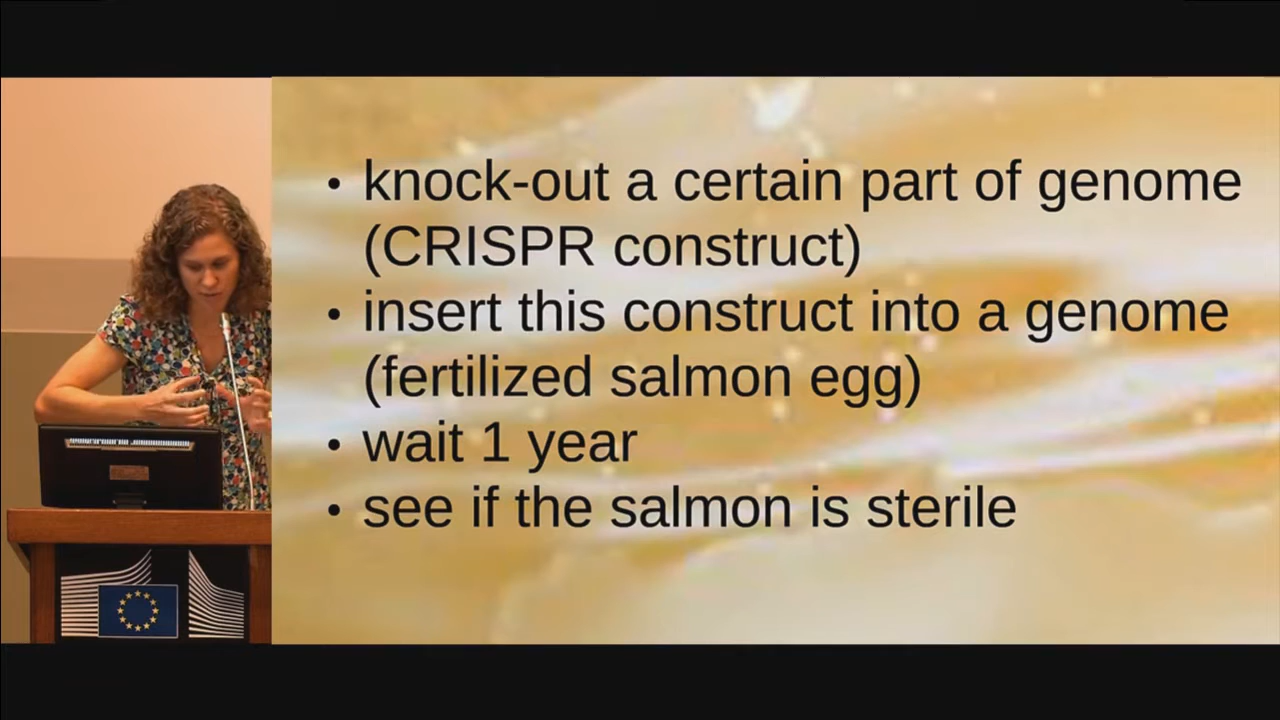 • knock-out a certain part of genome
(CRISPR construct)
• insert this construct into a genome
(fertilized salmon egg)
• wait 1 year
• see if the salmon is sterile